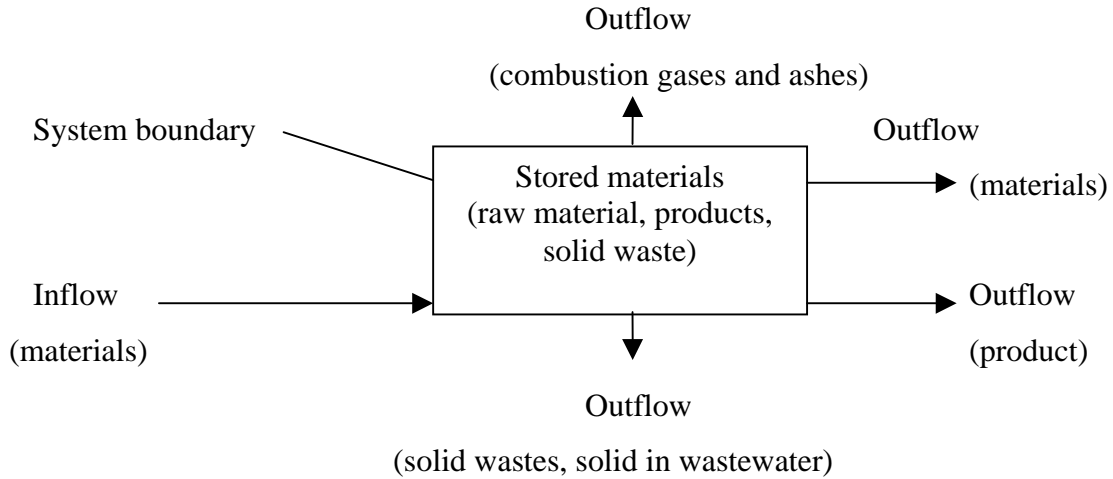 Outflow
(combustion gases and ashes)
System boundary
Outflow
(materials)
Stored materials
(raw material, products,
solid waste)
Inflow
(materials)
Outflow
(product)
Outflow
(solid wastes, solid in wastewater)